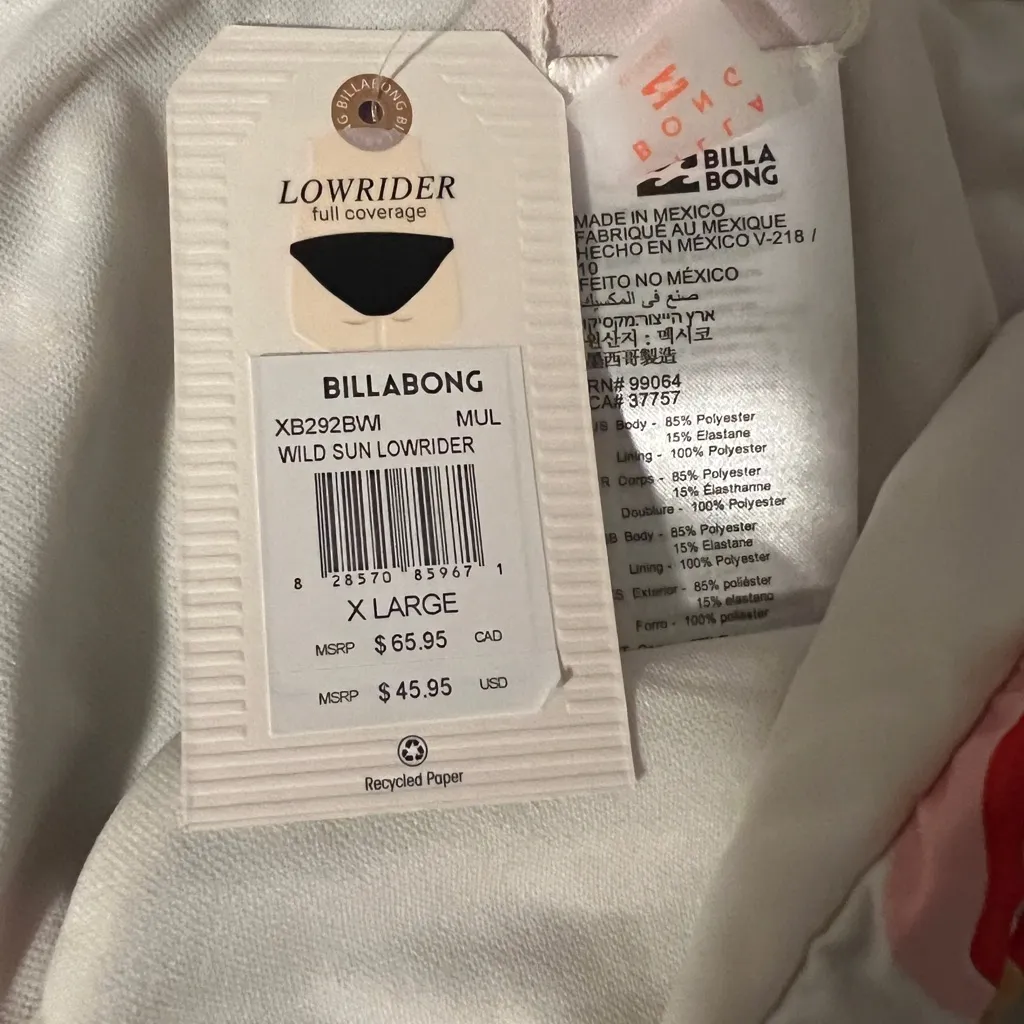 BILLABONG
LOWRIDER
full coverage
BILLABONG
XB292BWI MUL
WILD SUN LOWRIDER
8 28570 85967 1
X LARGE
MSRP $ 65.95 CAD
MSRP $ 45.95 USD
Recycled Paper
BILLA
BONG
MADE IN MEXICO
FABRIQUÉ AU MEXIQUE
HECHO EN MÉXICO V-218 /
10
FEITO NO MÉXICO
صنع في المكسيك
ארץ הייצור:מקסיקו
원산지 : 멕시코
墨西哥製造
RN# 99064
CA# 37757
Body - 85% Polyester
15% Elastane
Lining - 100% Polyester
Corps - 85% Polyester
15% Élasthanne
Doublure - 100% Polyester
Body - 85% Polyester
15% Elastane
Lining - 100% Polyester
Exterior - 85% poliéster
15% elastano
Forro - 100% poliéster